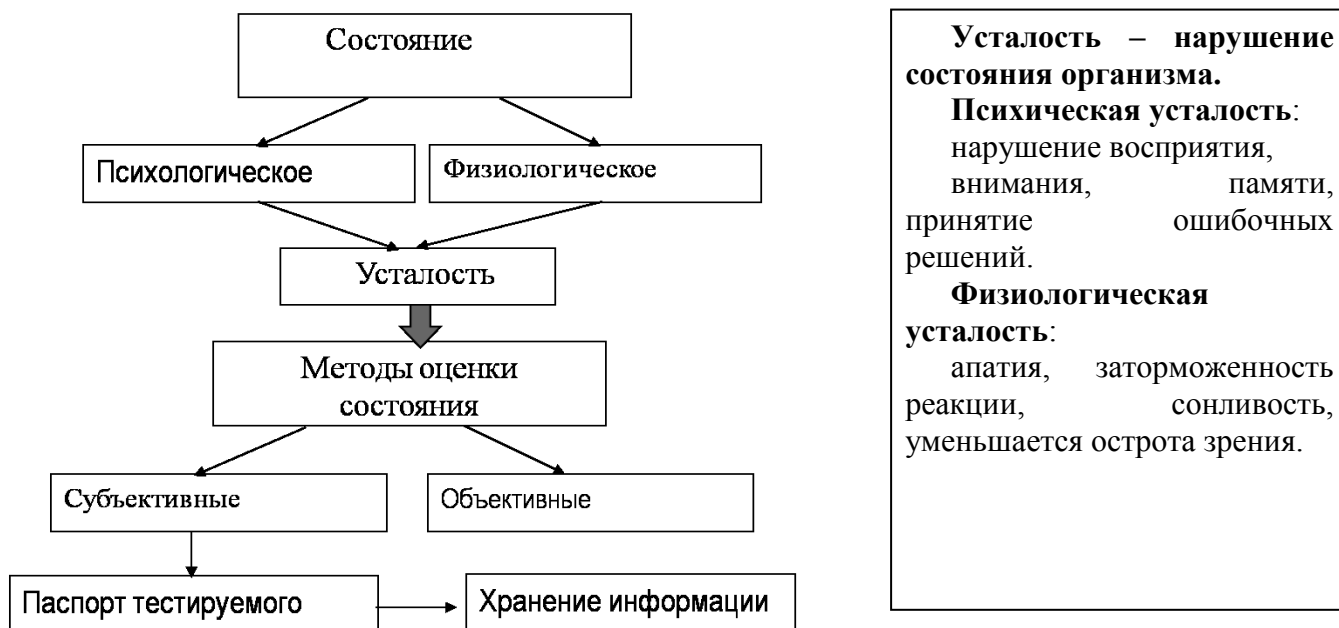 Состояние
Психологическое
Физиологическое
Усталость
Методы оценки
состояния
Субъективные
Объективные
Паспорт тестируемого
Хранение информации
Усталость – нарушение
состояния организма.
Психическая усталость:
нарушение восприятия,
внимания, памяти,
принятие ошибочных
решений.
Физиологическая
усталость:
апатия, заторможенность
реакции, сонливость,
уменьшается острота зрения.